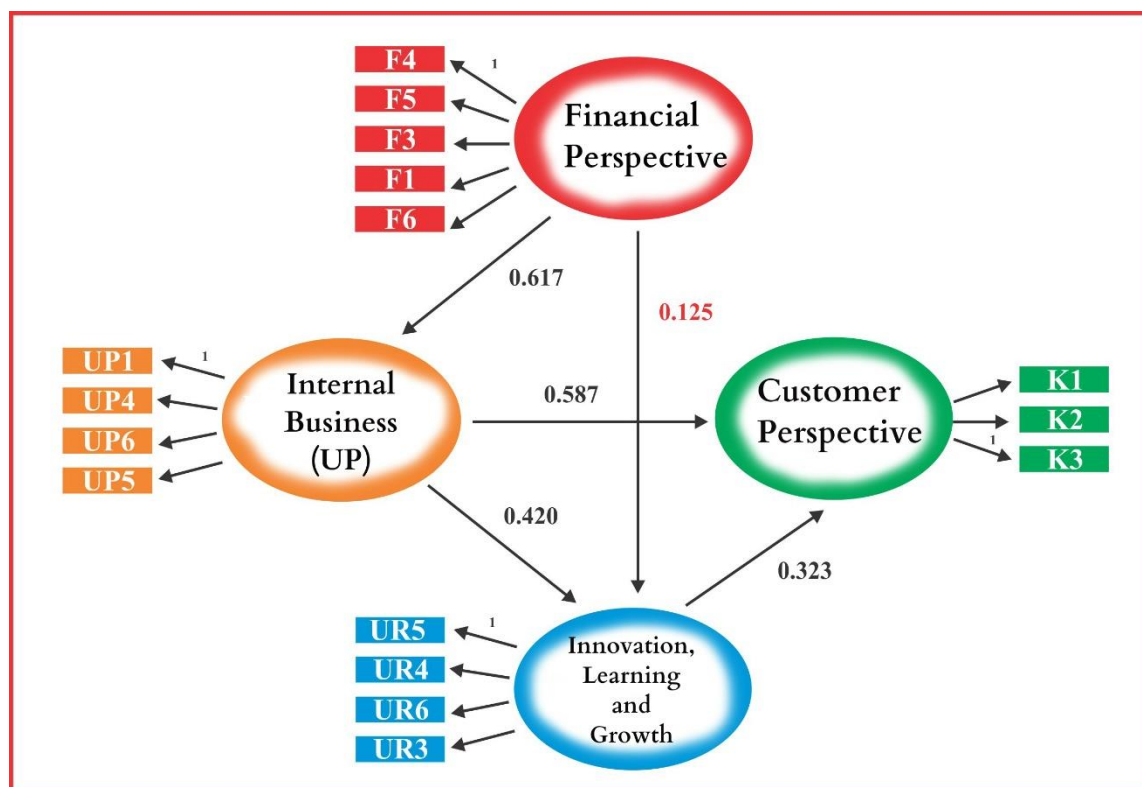 F4
F5
F3
F1
F6
1
Financial
Perspective
0.617
0.125
UP1
UP4
UP6
UP5
1
Internal
Business
(UP)
0.587
Customer
Perspective
K1
K2
K3
1
0.420
0.323
UR5
UR4
UR6
UR3
1
Innovation,
Learning
and
Growth